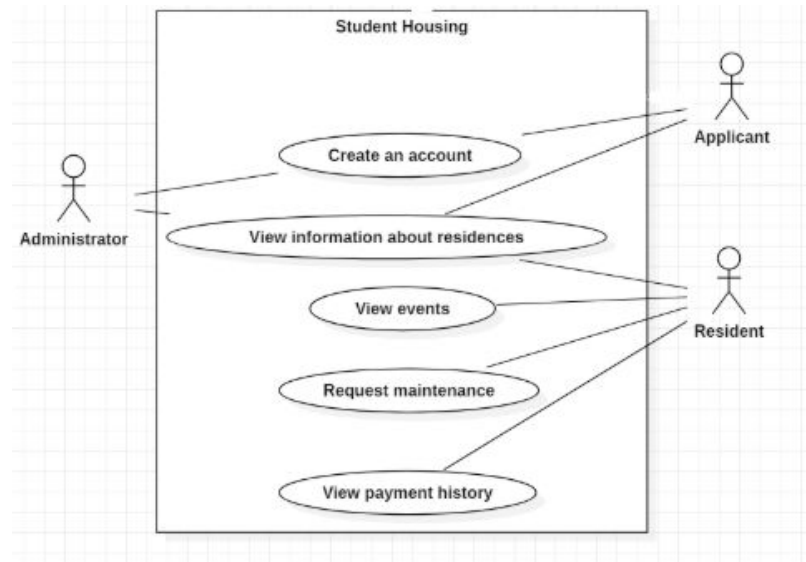 Student Housing
Applicant
Create an account
Administrator
View information about residences
View events
Resident
Request maintenance
View payment history